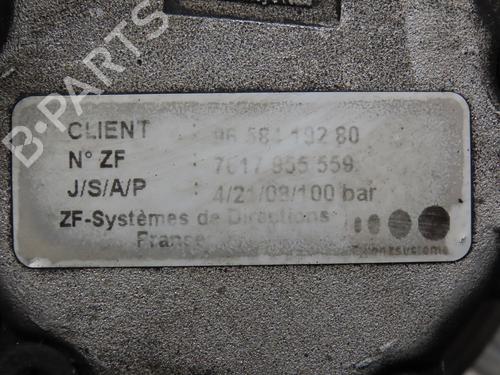 B-PARTS
CLIENT : 96 584 192 80
N° ZF : 7617 955 559
J/S/A/P : 4/21/08/100 bar
ZF-Systèmes de Directions
France